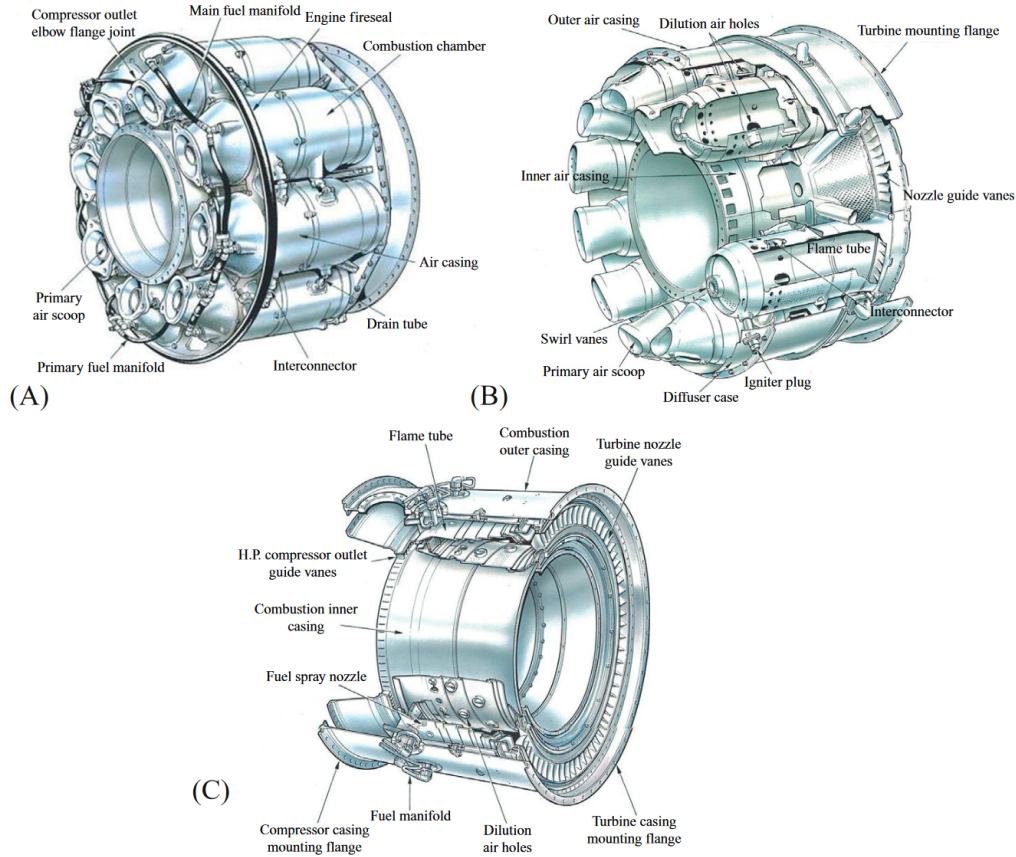 Compressor outlet
elbow flange joint
Main fuel manifold
Engine fireseal
Combustion chamber
Air casing
Primary
air scoop
Drain tube
Primary fuel manifold
Interconnector
(A)
Outer air casing
Dilution air holes
Turbine mounting flange
Inner air casing
Nozzle guide vanes
Flame tube
Interconnector
Swirl vanes
Primary air scoop
Igniter plug
Diffuser case
(B)
Flame tube
Combustion
outer casing
Turbine nozzle
guide vanes
H.P. compressor outlet
guide vanes
Combustion inner
casing
Fuel spray nozzle
(C)
Fuel manifold
Compressor casing
mounting flange
Dilution
air holes
Turbine casing
mounting flange